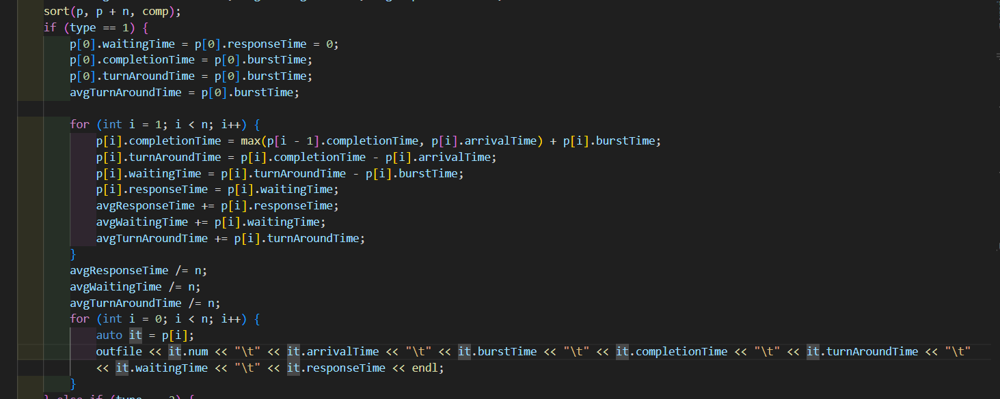 sort(p, p + n, comp);
if (type == 1) {
p[0].waitingTime = p[0].responseTime = 0;
p[0].completionTime = p[0].burstTime;
p[0].turnAroundTime = p[0].burstTime;
avgTurnAroundTime = p[0].burstTime;
for (int i = 1; i < n; i++) {
p[i].completionTime = max(p[i - 1].completionTime, p[i].arrivalTime) + p[i].burstTime;
p[i].turnAroundTime = p[i].completionTime - p[i].arrivalTime;
p[i].waitingTime = p[i].turnAroundTime - p[i].burstTime;
p[i].responseTime = p[i].waitingTime;
avgResponseTime += p[i].responseTime;
avgWaitingTime += p[i].waitingTime;
avgTurnAroundTime += p[i].turnAroundTime;
}
avgResponseTime /= n;
avgWaitingTime /= n;
avgTurnAroundTime /= n;
for (int i = 0; i < n; i++) {
auto it = p[i];
outfile << it.num << "\t" << it.arrivalTime << "\t" << it.burstTime << "\t" << it.completionTime << "\t" << it.turnAroundTime << "\t"
<< it.waitingTime << "\t" << it.responseTime << endl;
}
} else if (type